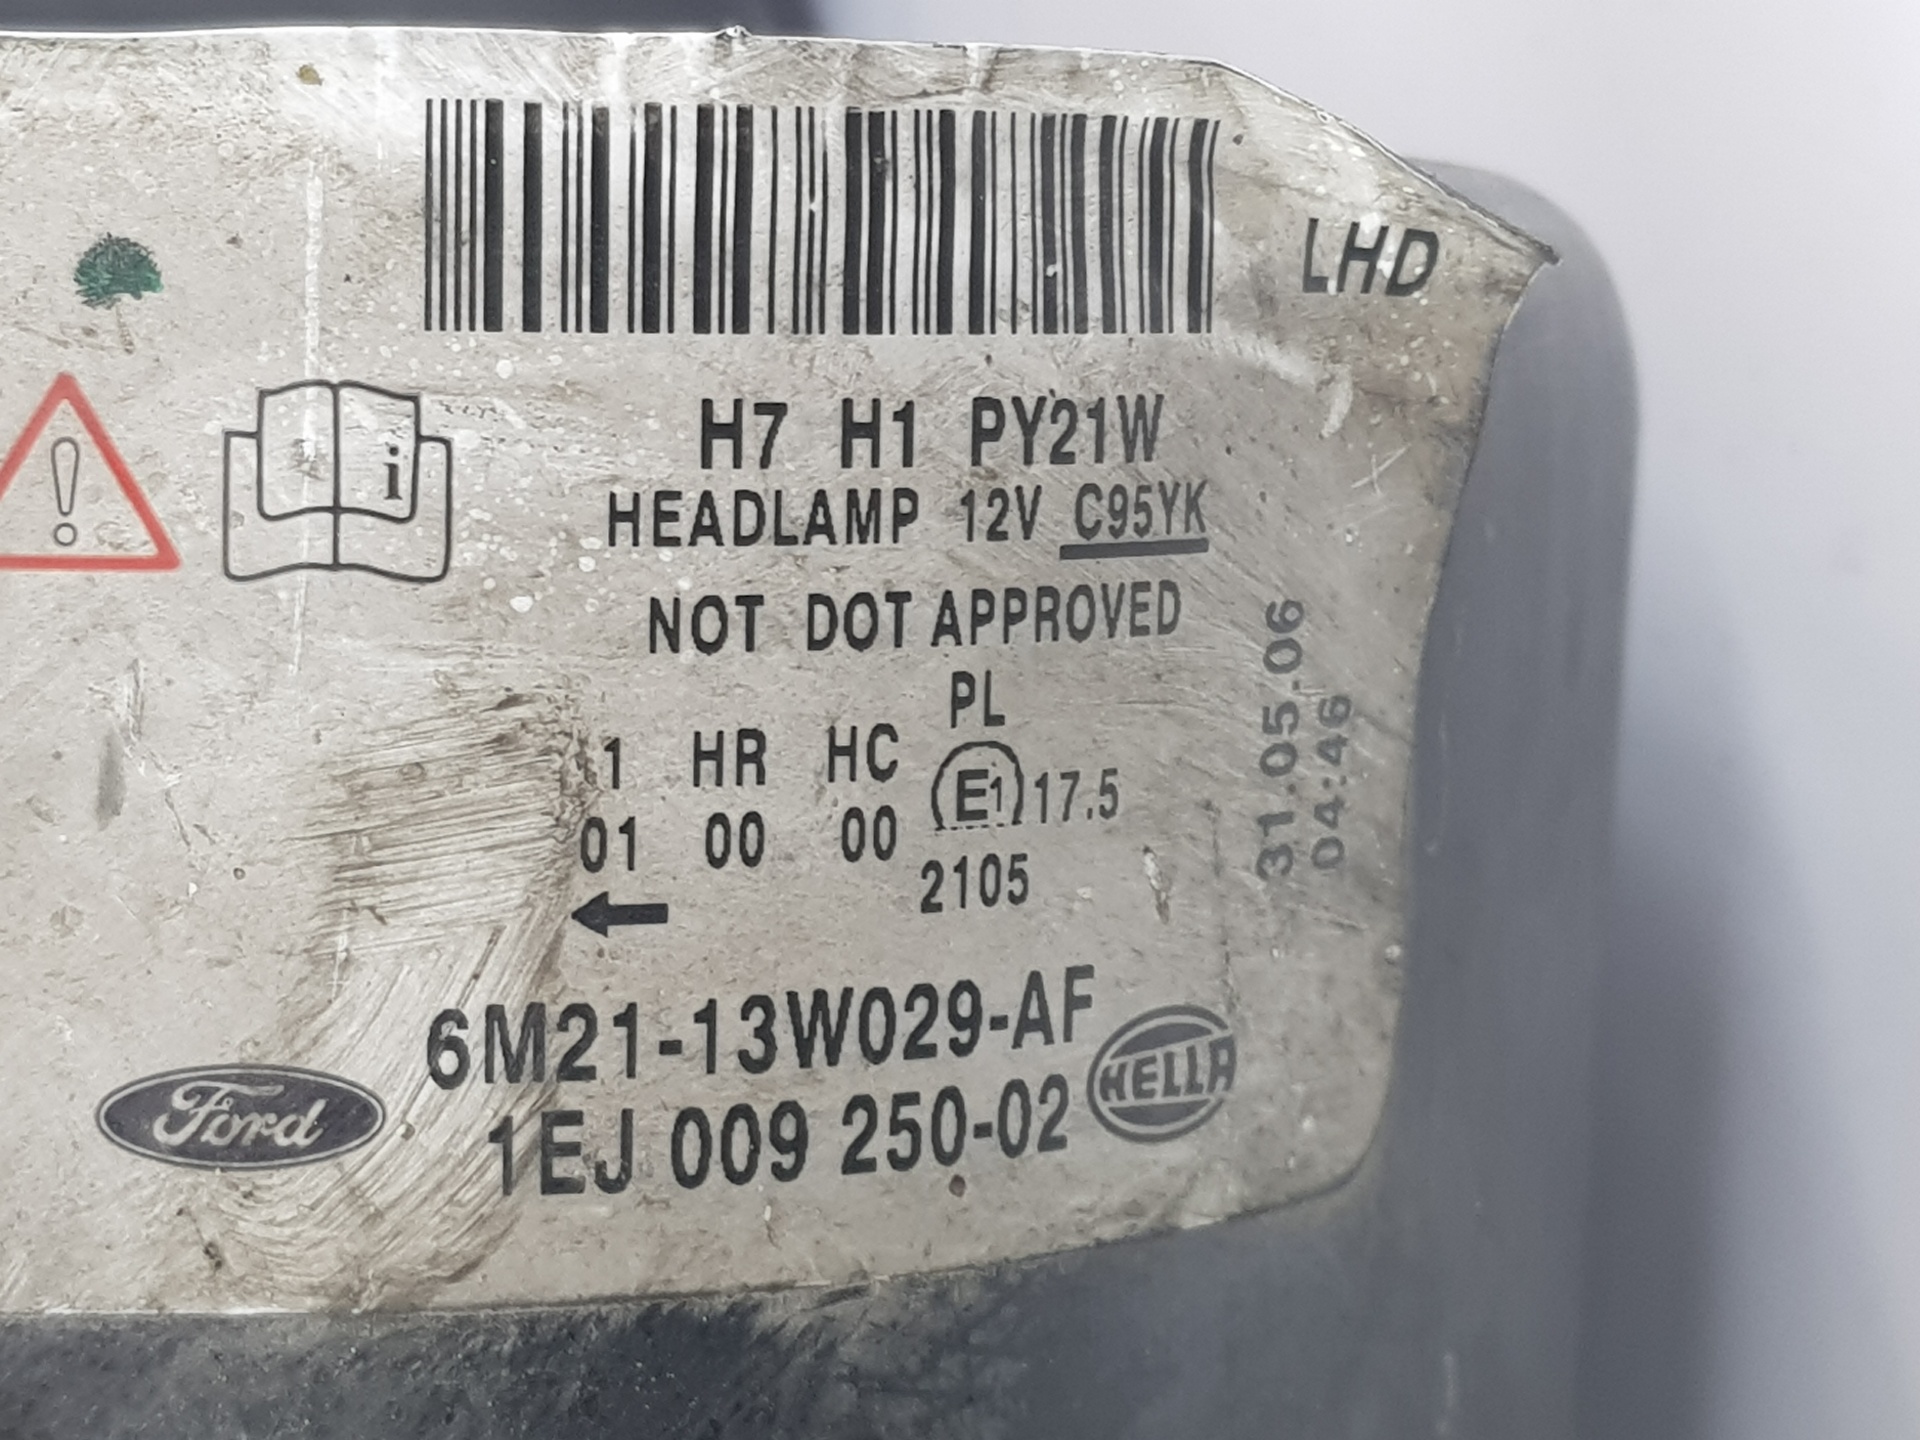 LHD
i
H7 H1 PY21W
HEADLAMP 12V C95YK
NOT DOT APPROVED
PL
1 HR HC E1 17.5
01 00 00
2105
31.05.06
04:46
6M21-13W029-AF
1EJ 009 250-02
Ford
HELLA